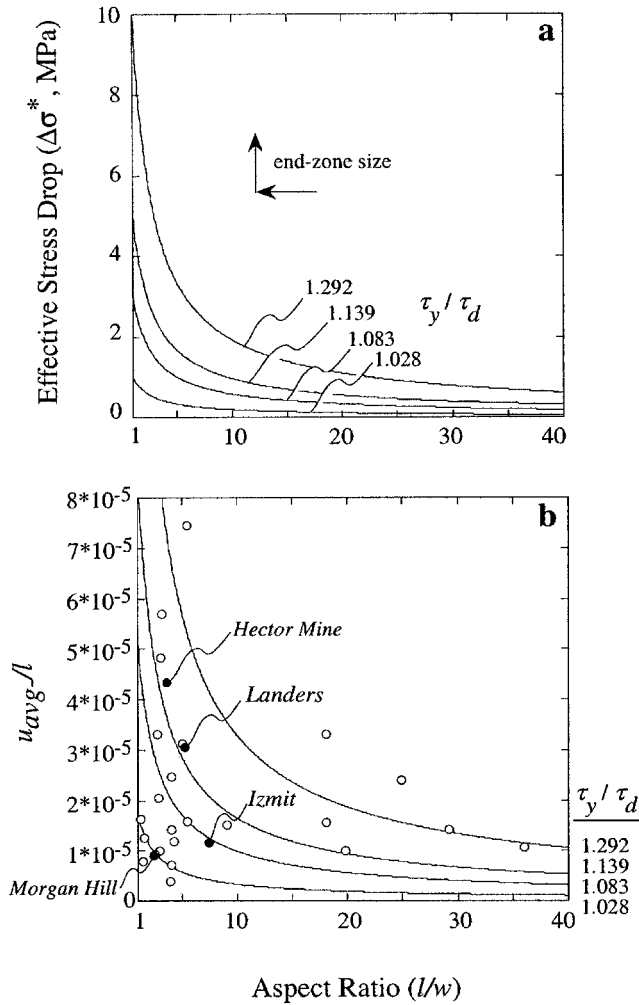 a
10
8
6
4
2
0
Effective Stress Drop (Δσ*, MPa)
end-zone size
τy / τd
1.292
1.139
1.083
1.028
1 10 20 30 40
b
8*10-5
7*10-5
6*10-5
5*10-5
4*10-5
3*10-5
2*10-5
1*10-5
0
uavg/l
Hector Mine
Landers
Izmit
Morgan Hill
τy / τd
1.292
1.139
1.083
1.028
1 10 20 30 40
Aspect Ratio (l/w)